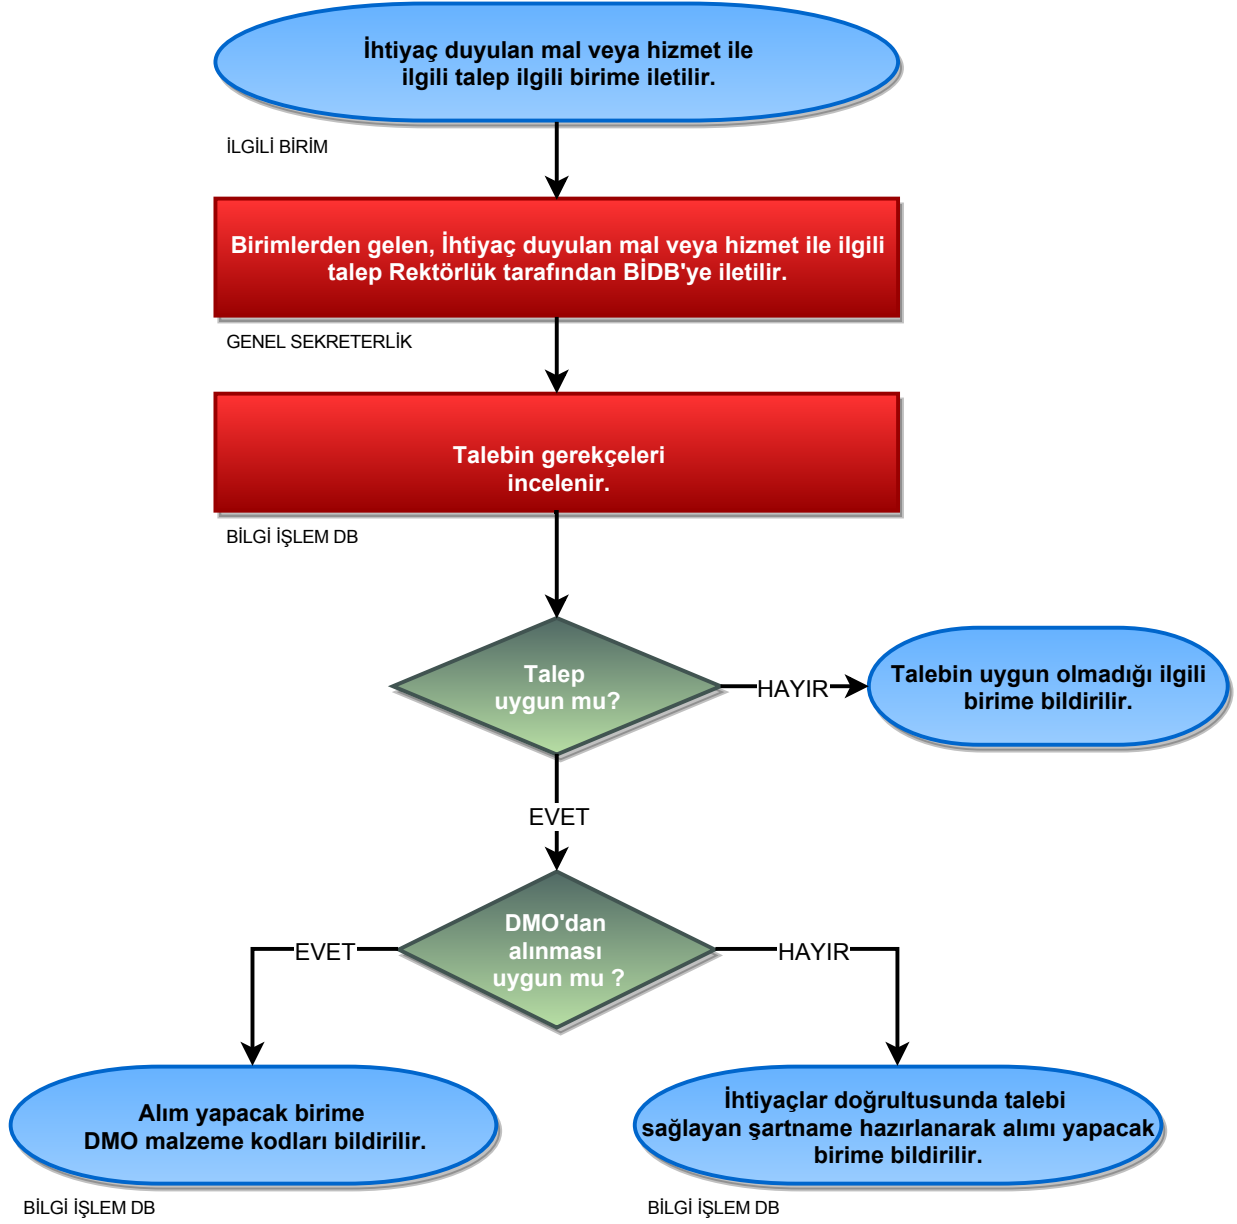 İhtiyaç duyulan mal veya hizmet ile
ilgili talep ilgili birime iletilir.
İLGİLİ BİRİM
Birimlerden gelen, İhtiyaç duyulan mal veya hizmet ile ilgili
talep Rektörlük tarafından BİDB'ye iletilir.
GENEL SEKRETERLİK
Talebin gerekçeleri
incelenir.
BİLGİ İŞLEM DB
Talep
uygun mu?
HAYIR
Talebin uygun olmadığı ilgili
birime bildirilir.
EVET
DMO'dan
alınması
uygun mu ?
EVET
HAYIR
Alım yapacak birime
DMO malzeme kodları bildirilir.
BİLGİ İŞLEM DB
İhtiyaçlar doğrultusunda talebi
sağlayan şartname hazırlanarak alımı yapacak
birime bildirilir.
BİLGİ İŞLEM DB